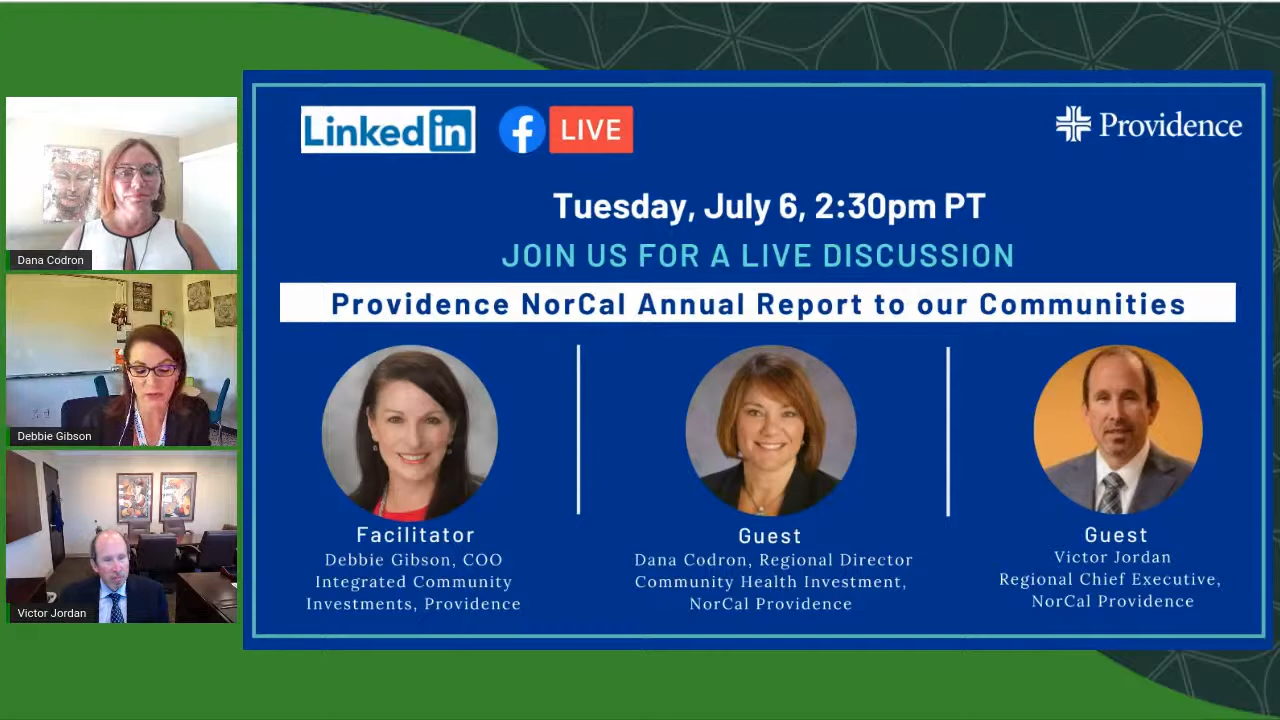 LinkedIn
LIVE
Providence
Tuesday, July 6, 2:30pm PT
JOIN US FOR A LIVE DISCUSSION
Providence NorCal Annual Report to our Communities
Dana Codron
Debbie Gibson
Victor Jordan
Facilitator
Debbie Gibson, COO
Integrated Community
Investments, Providence
Guest
Dana Codron, Regional Director
Community Health Investment,
NorCal Providence
Guest
Victor Jordan
Regional Chief Executive,
NorCal Providence